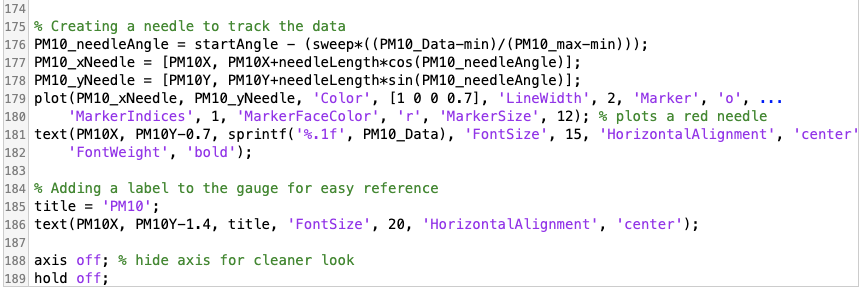 174
175 % Creating a needle to track the data
176 PM10_needleAngle = startAngle - (sweep*((PM10_Data-min)/(PM10_max-min)));
177 PM10_xNeedle = [PM10X, PM10X+needleLength*cos(PM10_needleAngle)];
178 PM10_yNeedle = [PM10Y, PM10Y+needleLength*sin(PM10_needleAngle)];
179 plot(PM10_xNeedle, PM10_yNeedle, 'Color', [1 0 0 0.7], 'LineWidth', 2, 'Marker', 'o', ...
180 'MarkerIndices', 1, 'MarkerFaceColor', 'r', 'MarkerSize', 12); % plots a red needle
181 text(PM10X, PM10Y-0.7, sprintf('%.1f', PM10_Data), 'FontSize', 15, 'HorizontalAlignment', 'center'
182 'FontWeight', 'bold');
183
184 % Adding a label to the gauge for easy reference
185 title = 'PM10';
186 text(PM10X, PM10Y-1.4, title, 'FontSize', 20, 'HorizontalAlignment', 'center');
187
188 axis off; % hide axis for cleaner look
189 hold off;